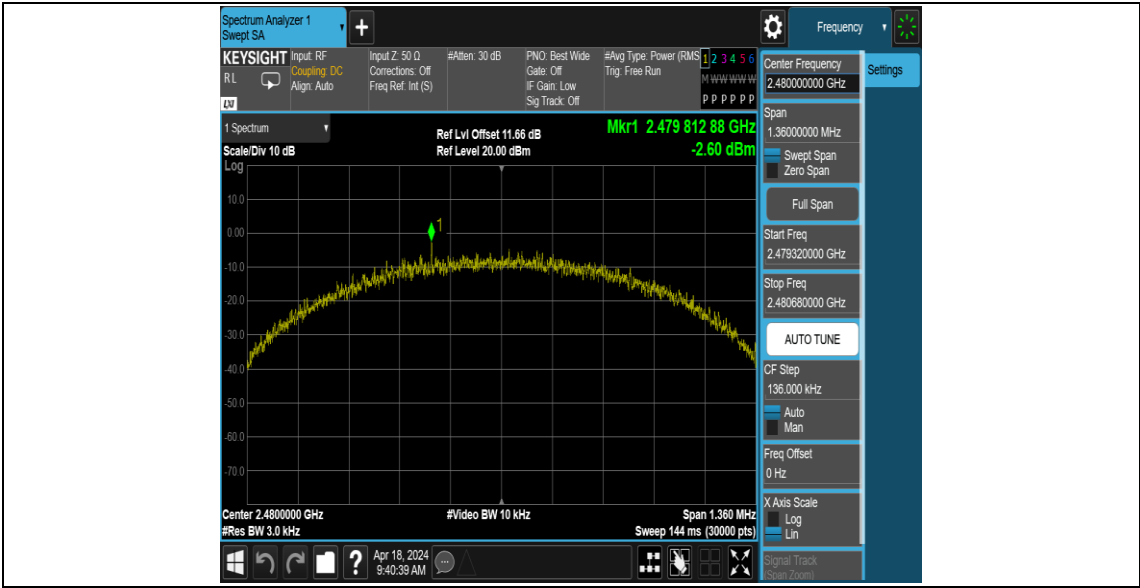 Spectrum Analyzer 1
Swept SA
+
Frequency
KEYSIGHT
R L
LXI
Input: RF
Coupling: DC
Align: Auto
Input Z: 50 Ω
Corrections: Off
Freq Ref: Int (S)
#Atten: 30 dB
PNO: Best Wide
Gate: Off
IF Gain: Low
Sig Track: Off
#Avg Type: Power (RMS
Trig: Free Run
1 2 3 4 5 6
M W W W W W
P P P P P P
1 Spectrum
Scale/Div 10 dB
Log
Ref Lvl Offset 11.66 dB
Ref Level 20.00 dBm
Mkr1 2.479 812 88 GHz
-2.60 dBm
1
10.0
0.00
-10.0
-20.0
-30.0
-40.0
-50.0
-60.0
-70.0
Center 2.4800000 GHz
#Res BW 3.0 kHz
#Video BW 10 kHz
Span 1.360 MHz
Sweep 144 ms (30000 pts)
?
Apr 18, 2024
9:40:39 AM
Center Frequency
2.480000000 GHz
Settings
Span
1.36000000 MHz
Swept Span
Zero Span
Full Span
Start Freq
2.479320000 GHz
Stop Freq
2.480680000 GHz
AUTO TUNE
CF Step
136.000 kHz
Auto
Man
Freq Offset
0 Hz
X Axis Scale
Log
Lin
Signal Track
(Span Zoom)